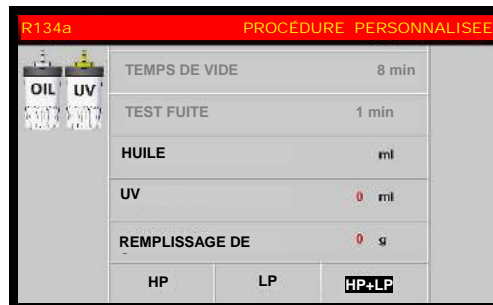 R134a PROCÉDURE PERSONNALISEE
OIL UV
TEMPS DE VIDE 8 min
TEST FUITE 1 min
HUILE ml
UV 0 ml
REMPLISSAGE DE 0 g
HP LP HP+LP